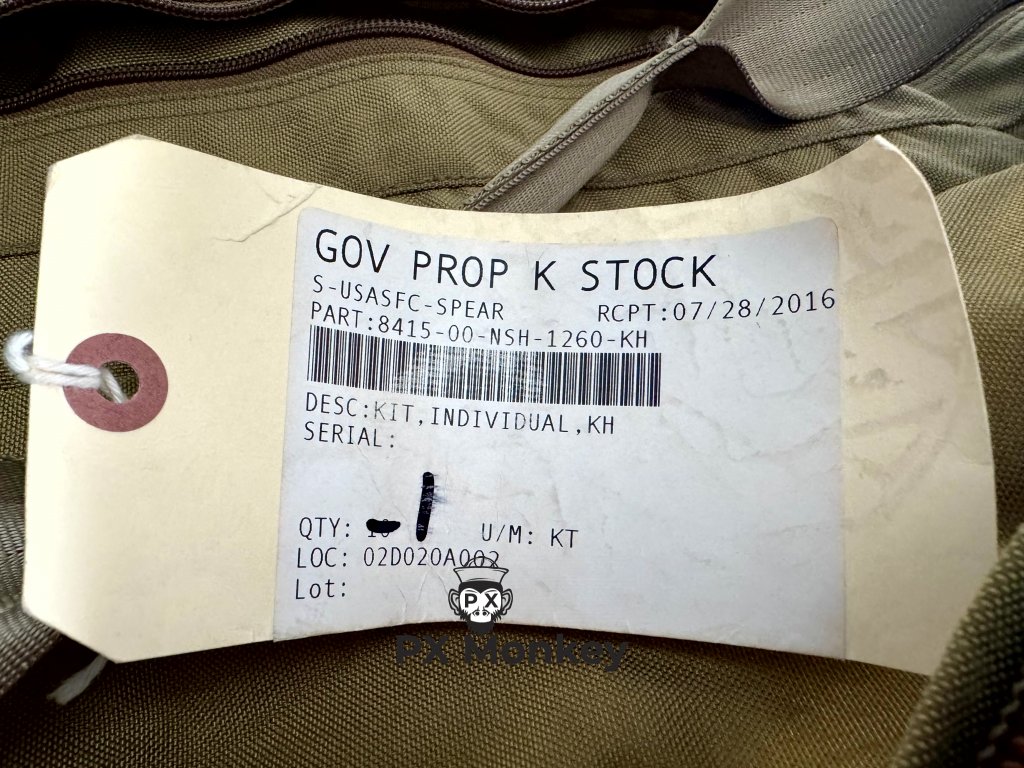 GOV PROP K STOCK
S-USASFC-SPEAR RCPT:07/28/2016
PART:8415-00-NSH-1260-KH
DESC:KIT,INDIVIDUAL,KH
SERIAL:
QTY: 1 U/M: KT
LOC: 02D020A002
Lot:
PX
PX Monkey